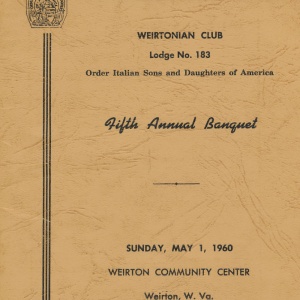 WEIRTONIAN CLUB
Lodge No. 183
Order Italian Sons and Daughters of America
Fifth Annual Banquet
SUNDAY, MAY 1, 1960
WEIRTON COMMUNITY CENTER
Weirton, W. Va.